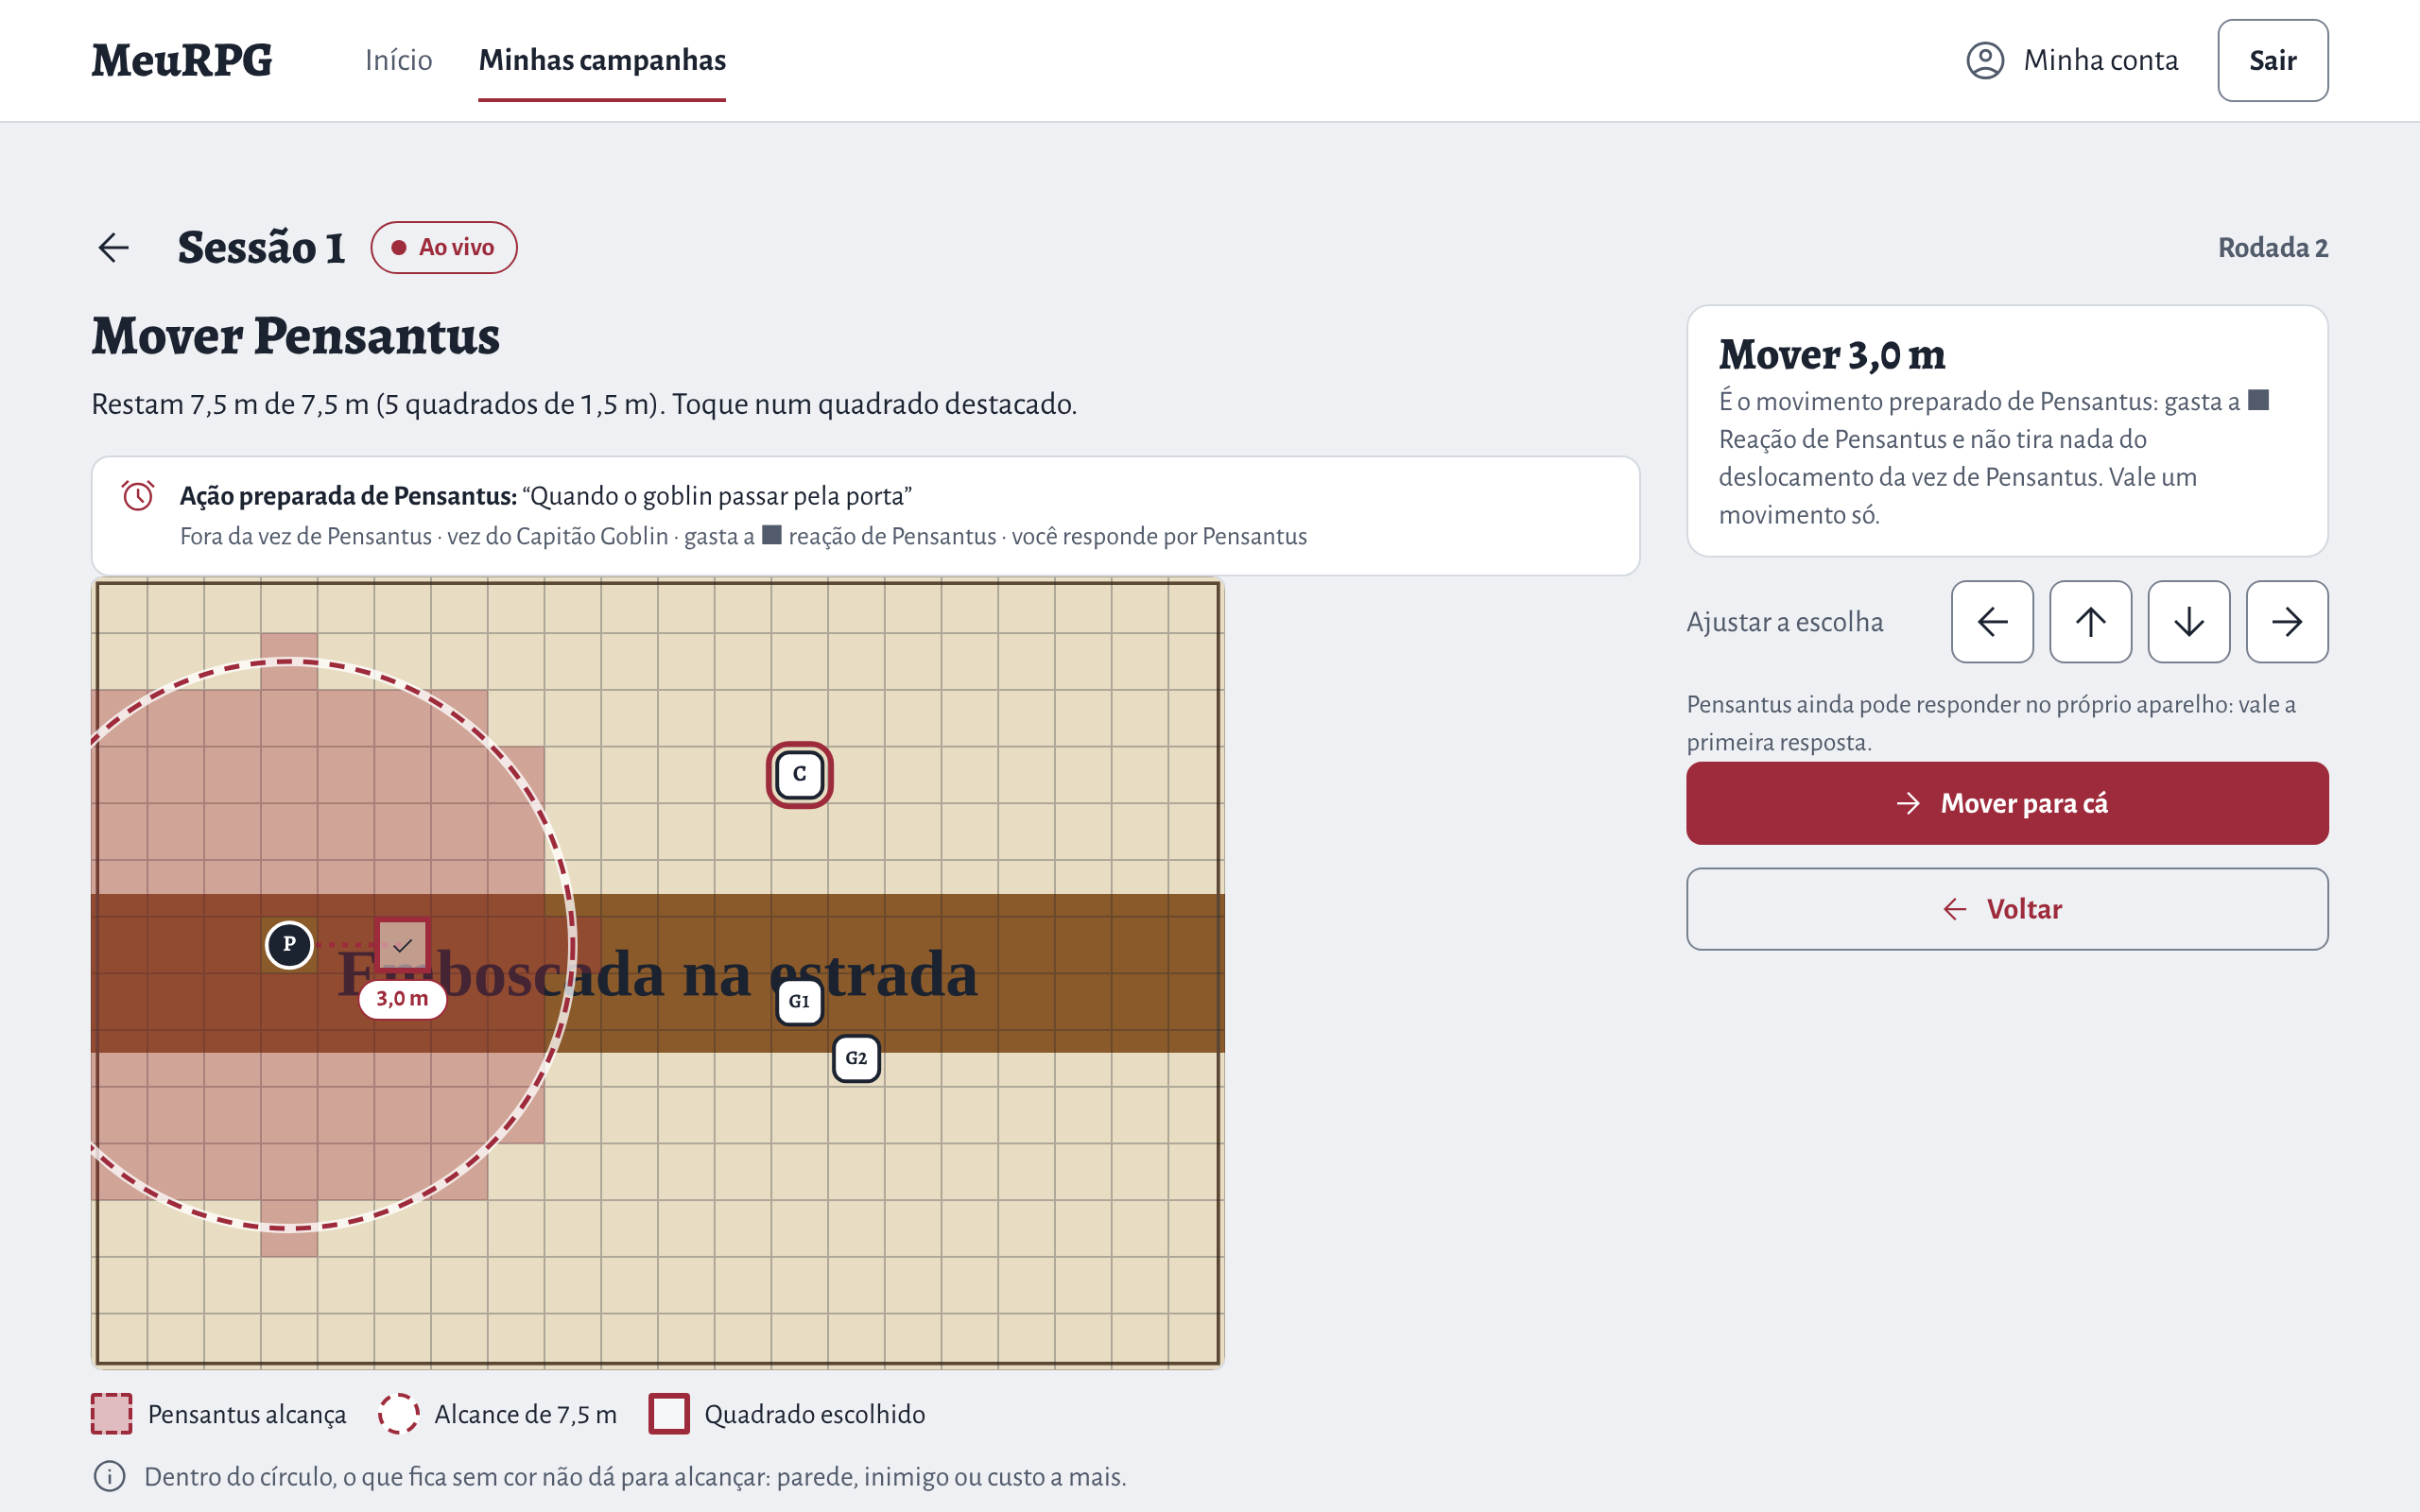 MeuRPG
Início
Minhas campanhas
Minha conta
Sair
Sessão 1
Ao vivo
Rodada 2
Mover Pensantus
Restam 7,5 m de 7,5 m (5 quadrados de 1,5 m). Toque num quadrado destacado.
Ação preparada de Pensantus: “Quando o goblin passar pela porta”
Fora da vez de Pensantus · vez do Capitão Goblin · gasta a ■ reação de Pensantus · você responde por Pensantus
C
P
Emboscada na estrada
3,0 m
G1
G2
Pensantus alcança
Alcance de 7,5 m
Quadrado escolhido
Dentro do círculo, o que fica sem cor não dá para alcançar: parede, inimigo ou custo a mais.
Mover 3,0 m
É o movimento preparado de Pensantus: gasta a ■
Reação de Pensantus e não tira nada do
deslocamento da vez de Pensantus. Vale um
movimento só.
Ajustar a escolha
Pensantus ainda pode responder no próprio aparelho: vale a
primeira resposta.
Mover para cá
Voltar